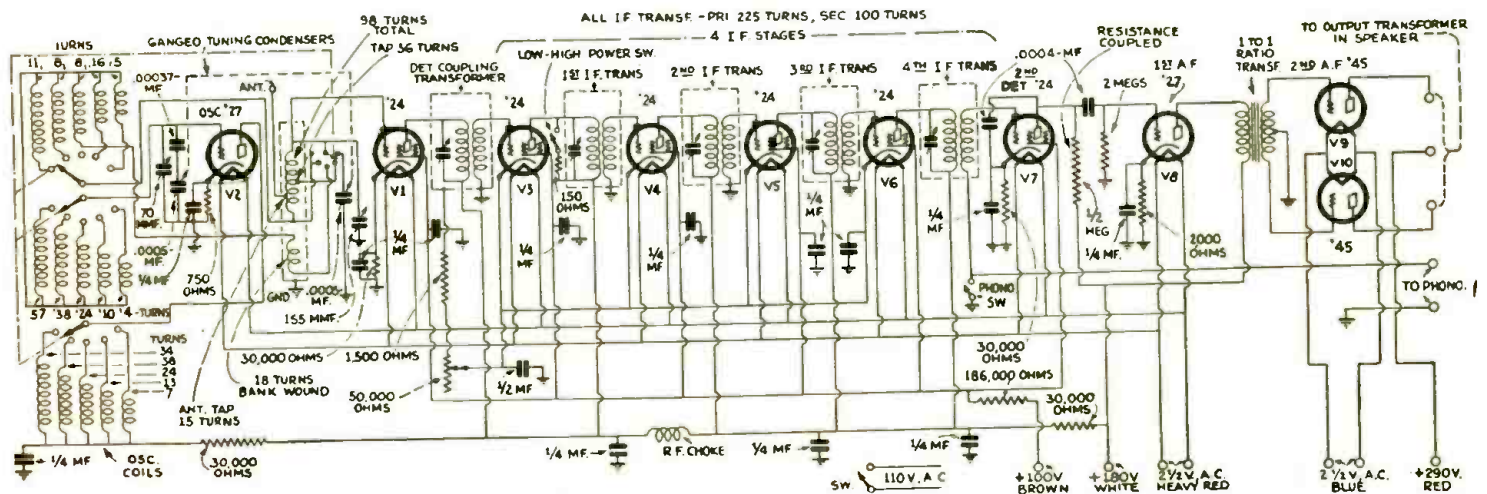 ALL I F TRANSF. - PRI 225 TURNS, SEC. 100 TURNS
4 I.F. STAGES
98 TURNS
TOTAL
TAP 36 TURNS
TURNS
11, 8, 8, 16, 5
GANGED TUNING CONDENSERS
.00037-
MF.
ANT.
OSC '27
V2
DET COUPLING
TRANSFORMER
LOW-HIGH POWER SW.
1ST I.F. TRANS
2ND I F TRANS
3RD I.F. TRANS
4TH I F TRANS
.0004-MF
2ND
DET '24
RESISTANCE
COUPLED
2 MEGS
1ST A.F
'27
1 TO 1
RATIO
TRANSF.
2ND A.F '45
TO OUTPUT TRANSFORMER
IN SPEAKER
'24
'24
'24
'24
'24
V1
V3
V4
V5
V6
V7
V8
V9
V10
'45
70
MMF.
.0005-
MF.
1/4 MF
750
OHMS
GND
.0005-
MF.
155 MMF.
1/4
MF
150
OHMS
1/4
MF
1/4
MF
1/4
MF
1/4
MF
1/2
MEG
1/4 MF.
2000
OHMS
PHONO
SW
TO PHONO.
57 '38 '24 '10 '4 -TURNS
TURNS
34
38
24
13
7
30,000 OHMS
1,500 OHMS
18 TURNS
BANK WOUND
ANT. TAP
15 TURNS
50,000
OHMS
1/2 MF
30,000
OHMS
186,000 OHMS
30,000
OHMS
1/4 MF
OSC.
COILS
30,000
OHMS
1/4 MF.
R.F. CHOKE
1/4 MF
1/4 MF
SW
110 V. A C
+100V
BROWN
+180V
WHITE
2 1/2 V. A.C.
HEAVY RED
2 1/2 V. A.C.
BLUE
+290V.
RED